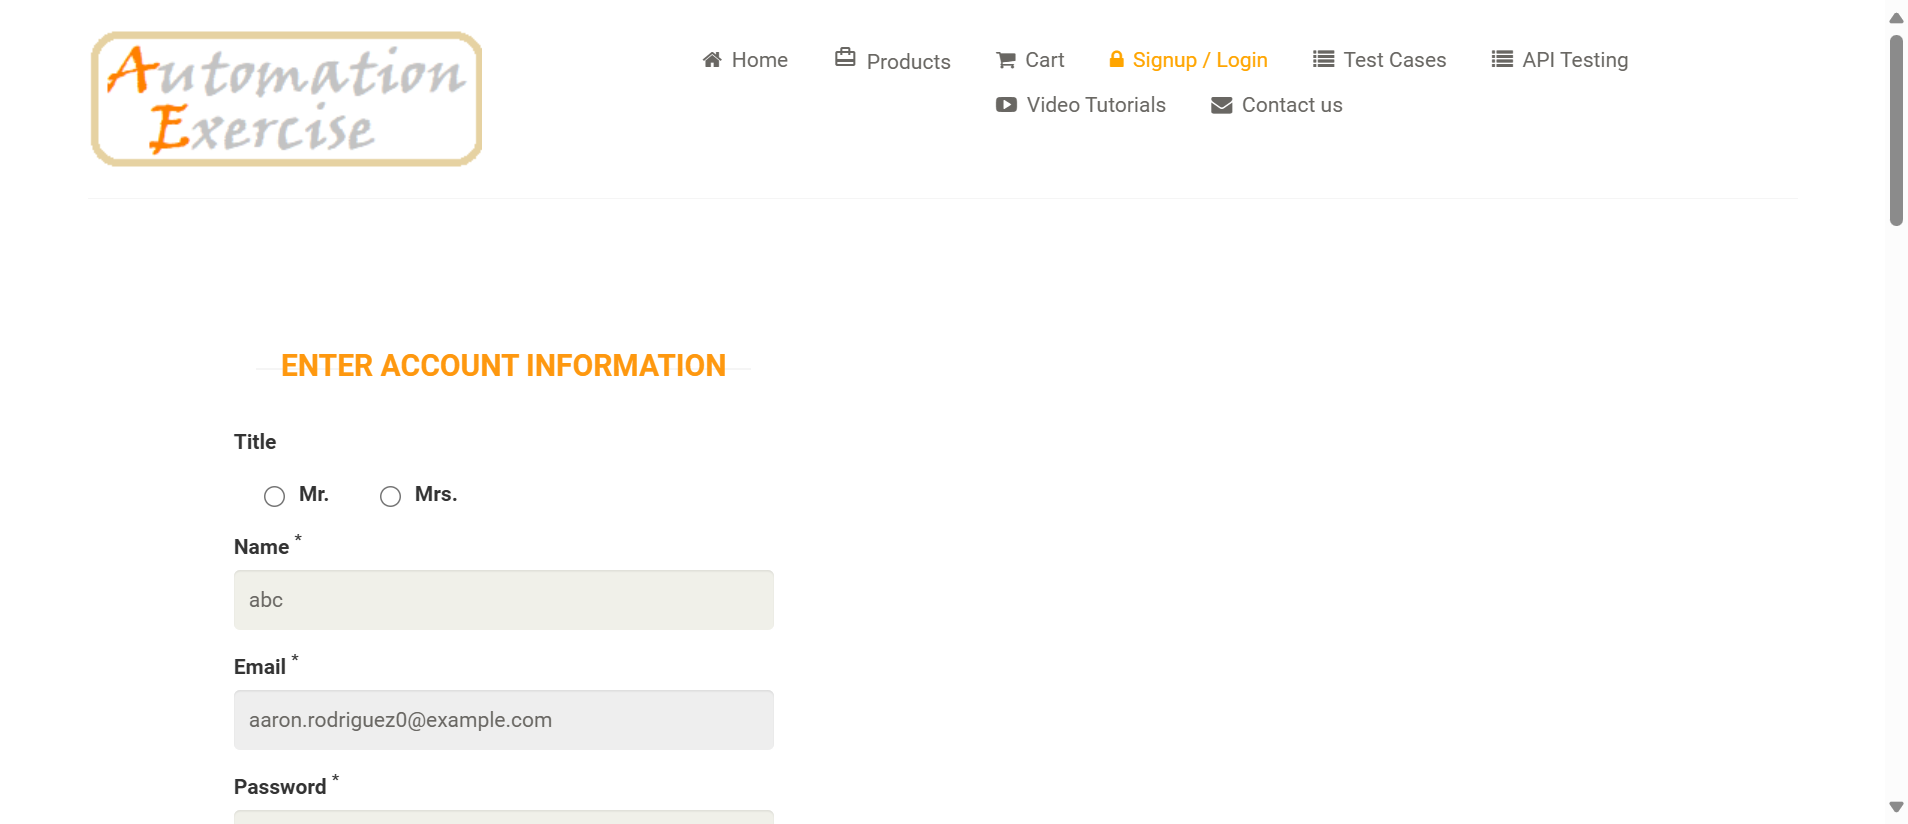 Automation
Exercise
Home Products Cart Signup / Login Test Cases API Testing
Video Tutorials Contact us
ENTER ACCOUNT INFORMATION
Title
Mr. Mrs.
Name *
abc
Email *
aaron.rodriguez0@example.com
Password *